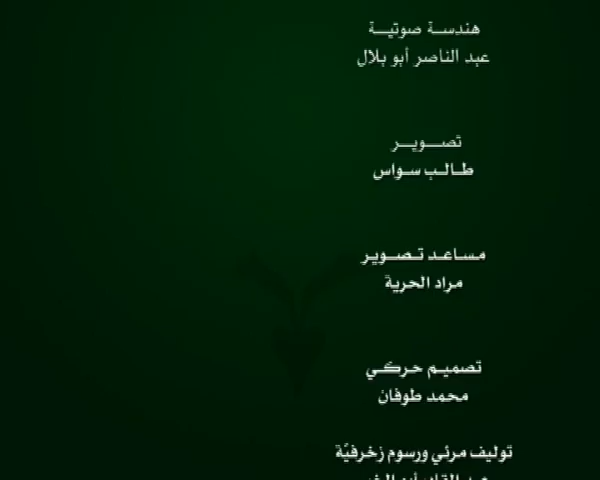 هندسة صوتية
عبد الناصر أبو بلال
تصوير
طالب سواس
مساعد تصوير
مراد الحرية
تصميم حركي
محمد طوفان
توليف مرئي ورسوم زخرفيّة